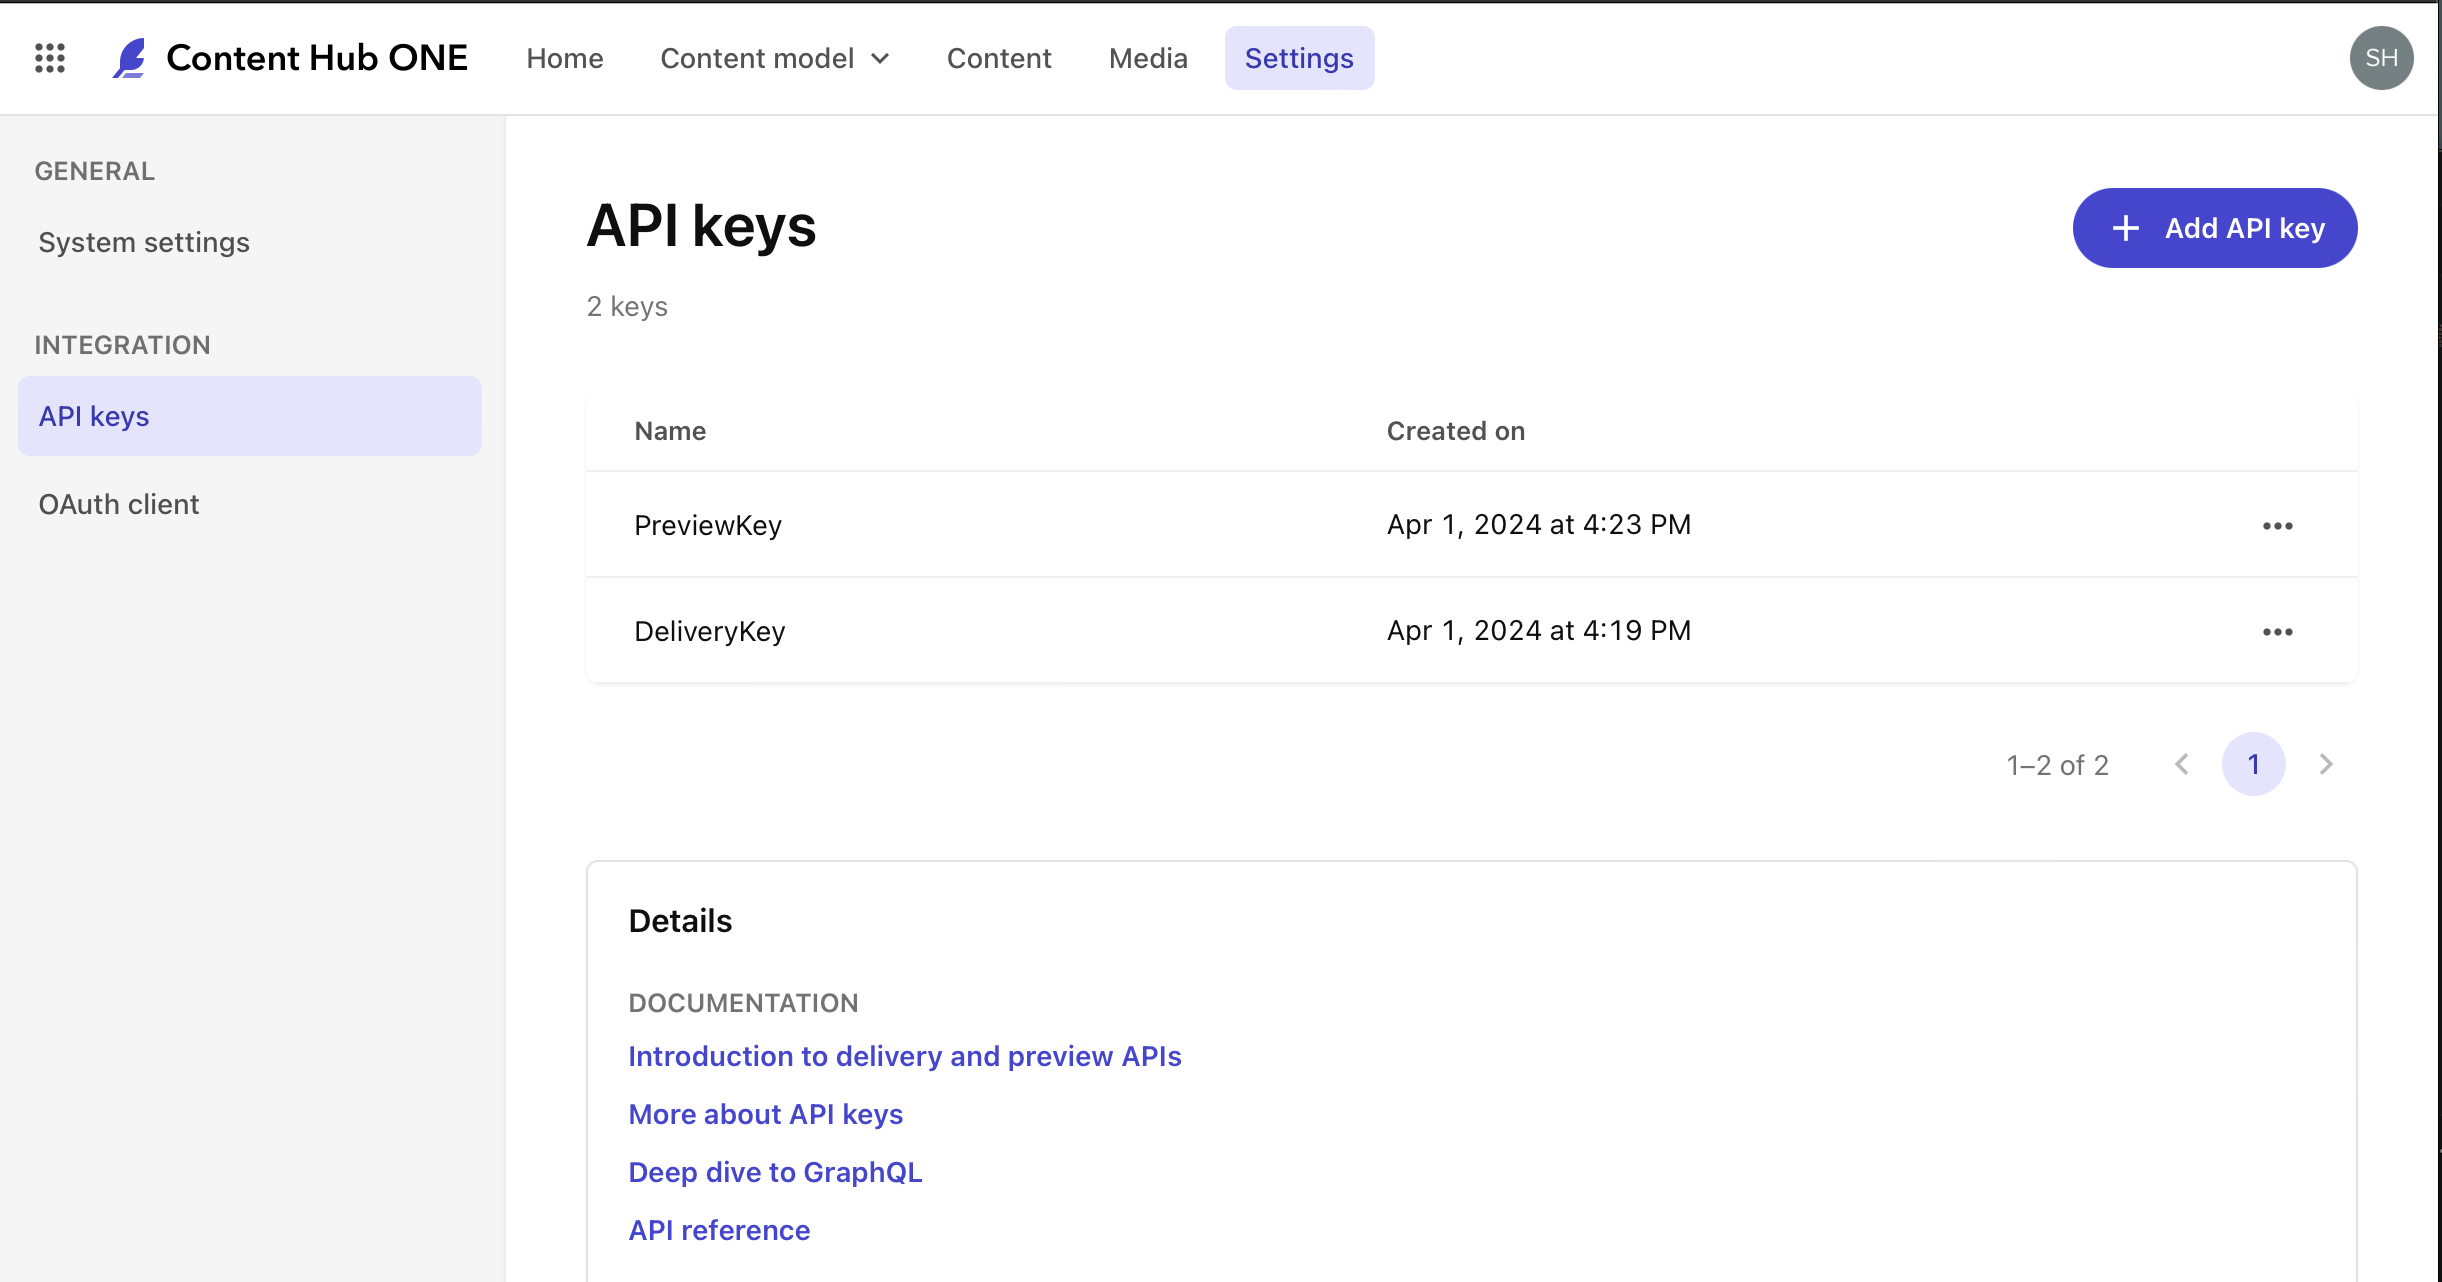 Content Hub ONE Home Content model Content Media Settings SH
GENERAL
System settings
INTEGRATION
API keys
OAuth client
API keys
Add API key
2 keys
Name Created on
PreviewKey Apr 1, 2024 at 4:23 PM
DeliveryKey Apr 1, 2024 at 4:19 PM
1–2 of 2 1
Details
DOCUMENTATION
Introduction to delivery and preview APIs
More about API keys
Deep dive to GraphQL
API reference